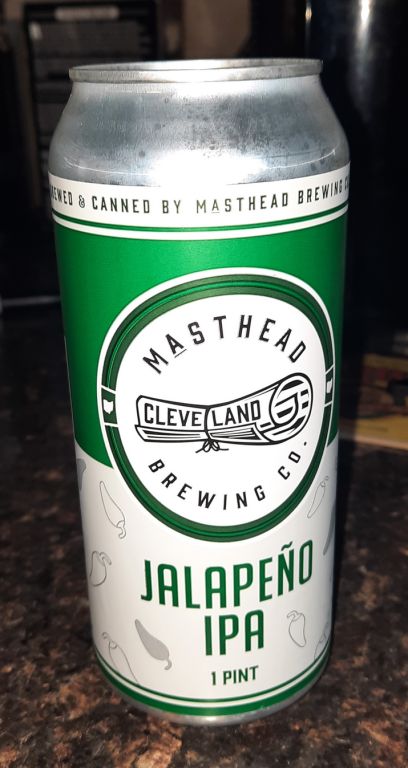 & CANNED BY MASTHEAD BREWING
MASTHEAD
CLEVELAND
BREWING CO.
JALAPEÑO
IPA
1 PINT